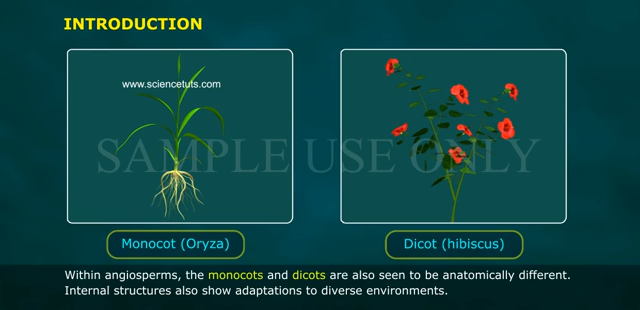 INTRODUCTION
www.sciencetuts.com
SAMPLE USE ONLY
Monocot (Oryza)
Dicot (hibiscus)
Within angiosperms, the monocots and dicots are also seen to be anatomically different.
Internal structures also show adaptations to diverse environments.